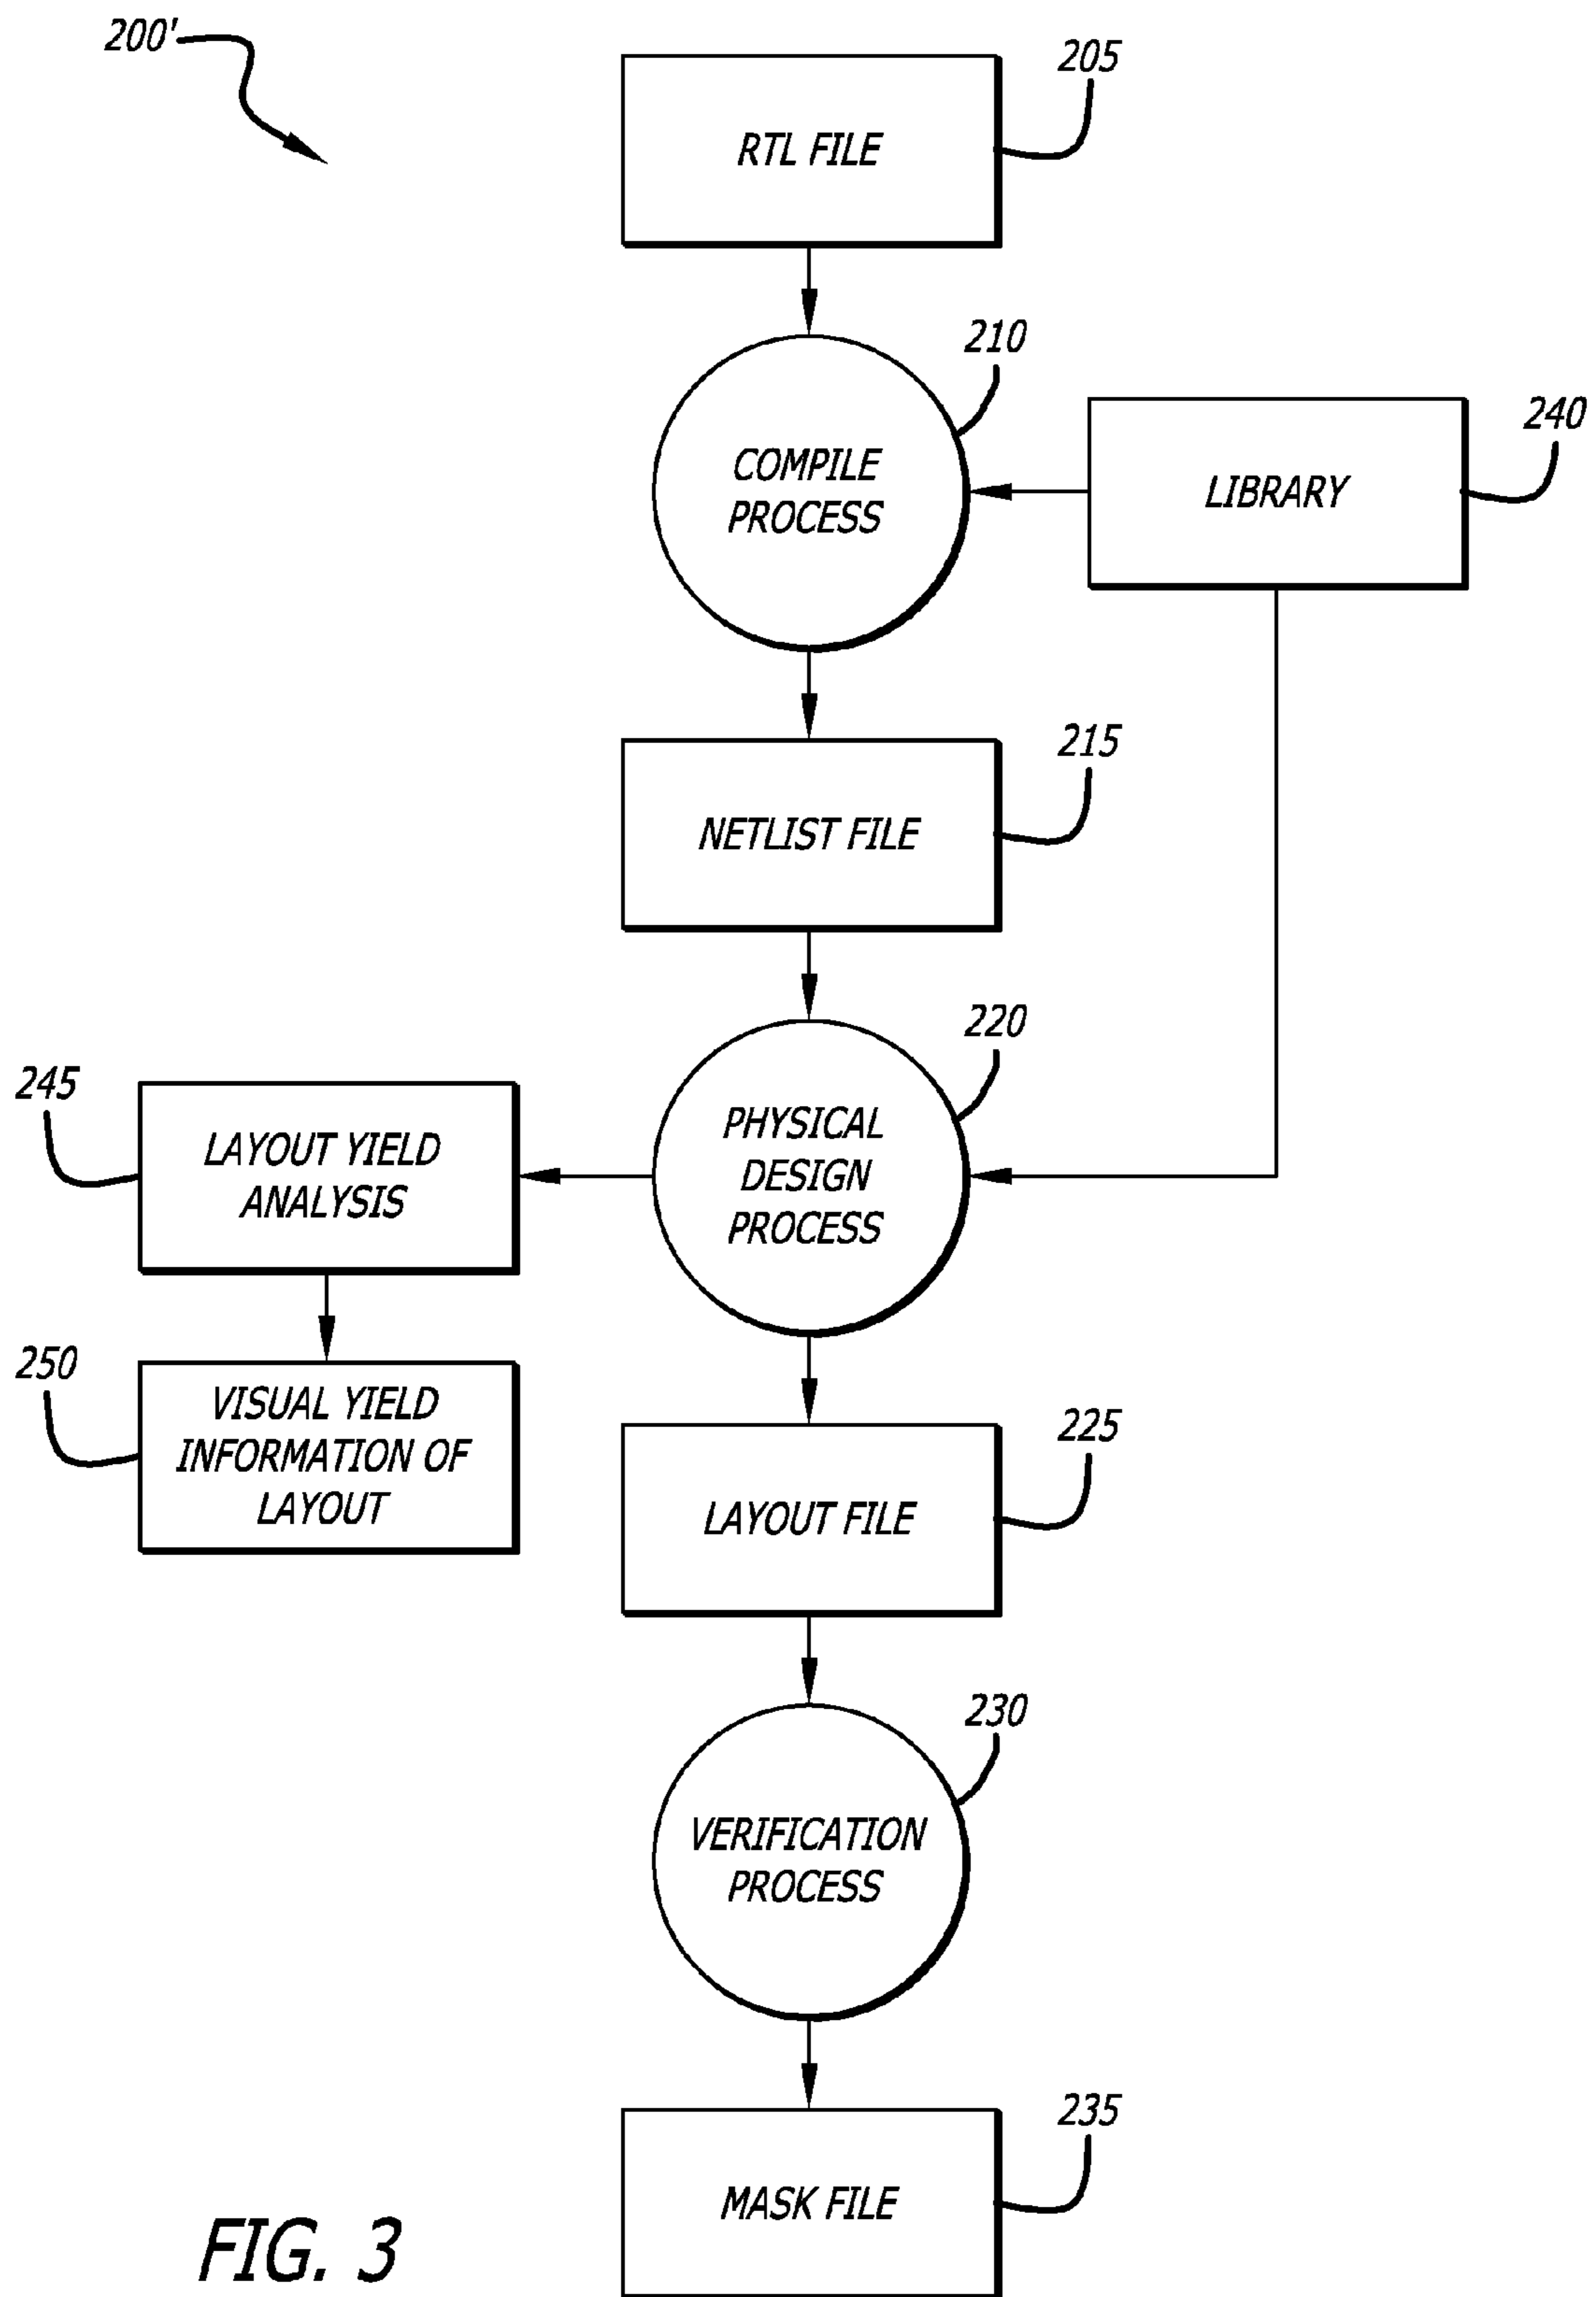 200'
205
RTL FILE
210
COMPILE
PROCESS
240
LIBRARY
215
NETLIST FILE
220
PHYSICAL
DESIGN
PROCESS
245
LAYOUT YIELD
ANALYSIS
250
VISUAL YIELD
INFORMATION OF
LAYOUT
225
LAYOUT FILE
230
VERIFICATION
PROCESS
235
MASK FILE
FIG. 3